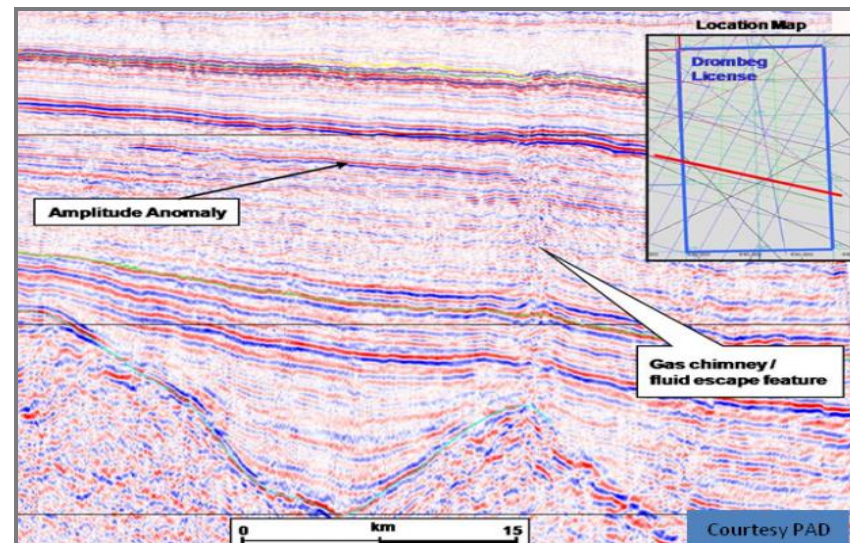 Location Map
Drombeg
License
Amplitude Anomaly
Gas chimney /
fluid escape feature
0 km 15
Courtesy PAD